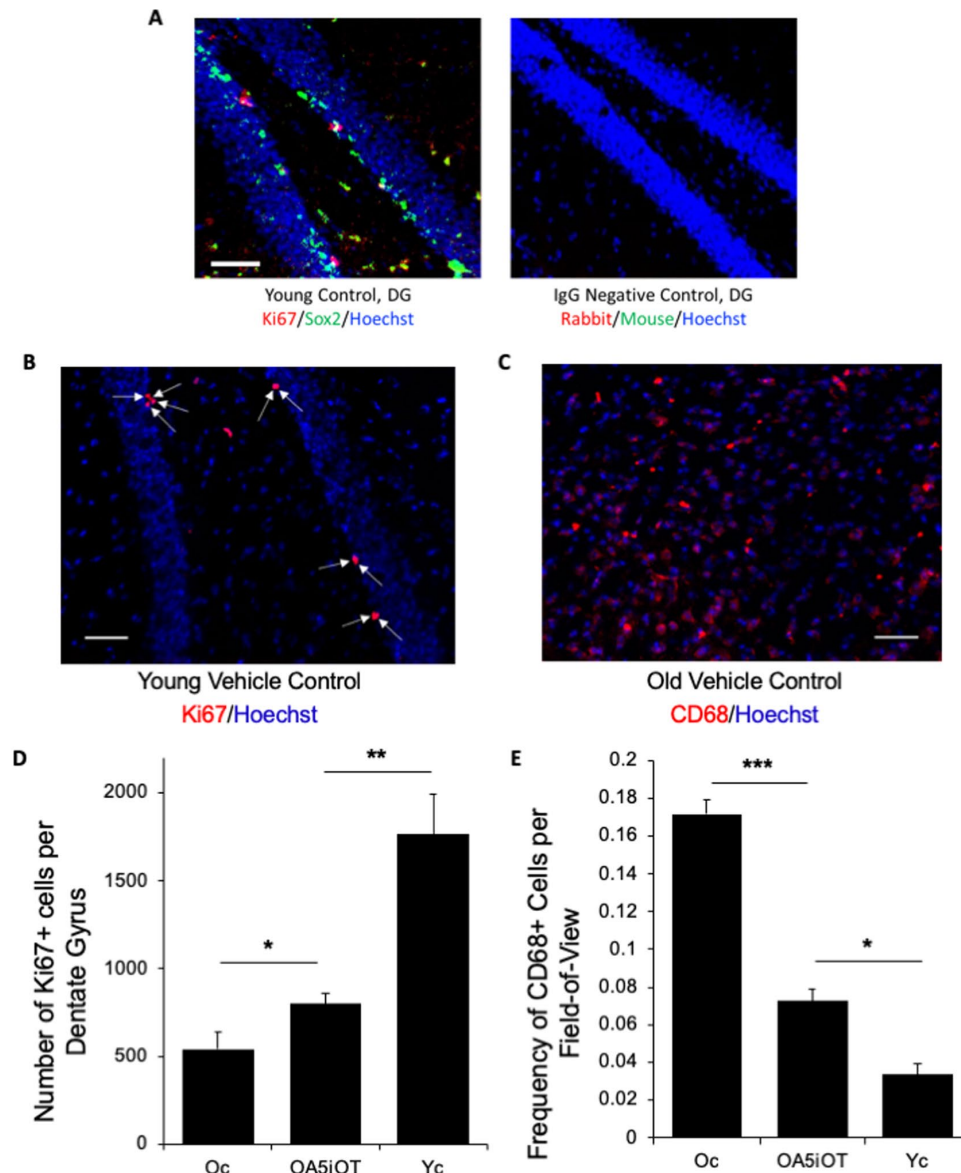 A
Young Control, DG
Ki67/Sox2/Hoechst
IgG Negative Control, DG
Rabbit/Mouse/Hoechst
B
Young Vehicle Control
Ki67/Hoechst
C
Old Vehicle Control
CD68/Hoechst
D
Number of Ki67+ cells per
Dentate Gyrus
2000
1500
1000
500
0
*
**
Oc
OA5iOT
Yc
E
Frequency of CD68+ Cells per
Field-of-View
0.2
0.18
0.16
0.14
0.12
0.1
0.08
0.06
0.04
0.02
0
***
*
Oc
OA5iOT
Yc